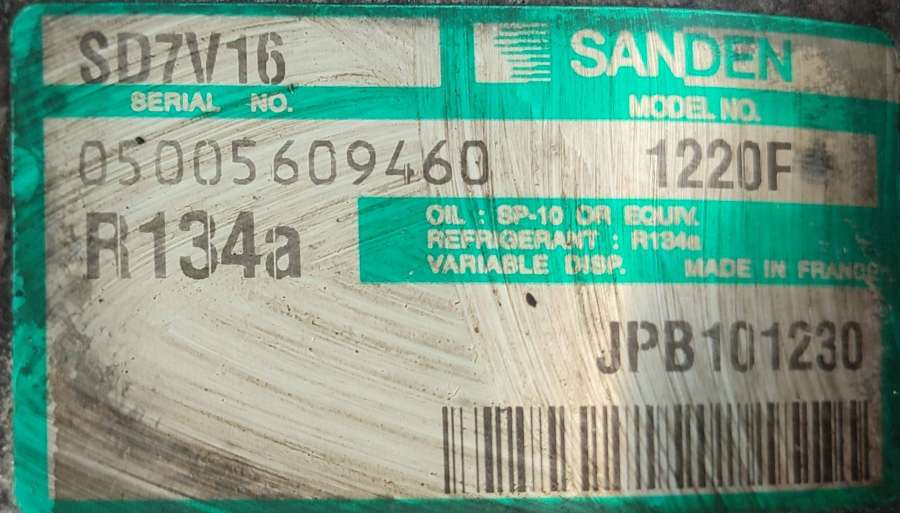 SD7V16
SANDEN
SERIAL NO.
MODEL NO.
05005609460
1220F
R134a
OIL : SP-10 OR EQUIV.
REFRIGERANT : R134a
VARIABLE DISP. MADE IN FRANCE
JPB101230